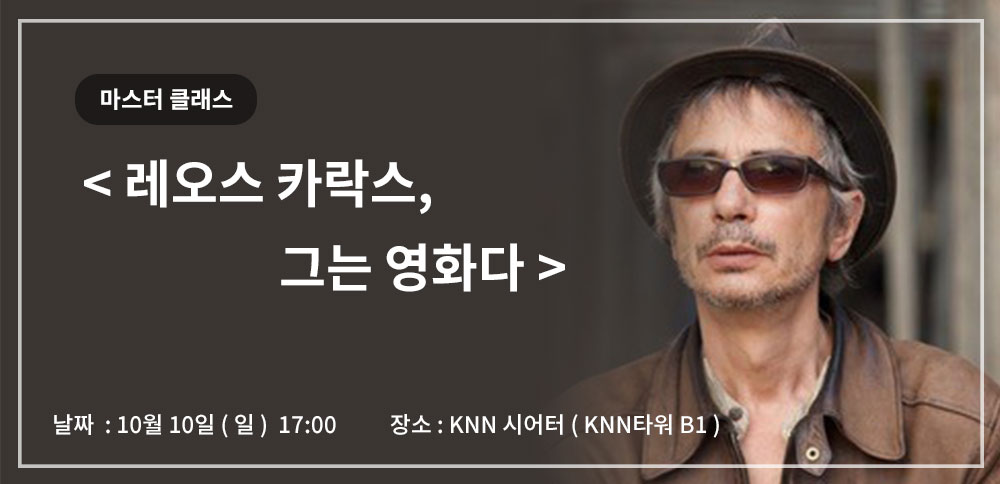 마스터 클래스
< 레오스 카락스,
그는 영화다 >
날짜 : 10월 10일 ( 일 ) 17:00 장소 : KNN 시어터 ( KNN타워 B1 )